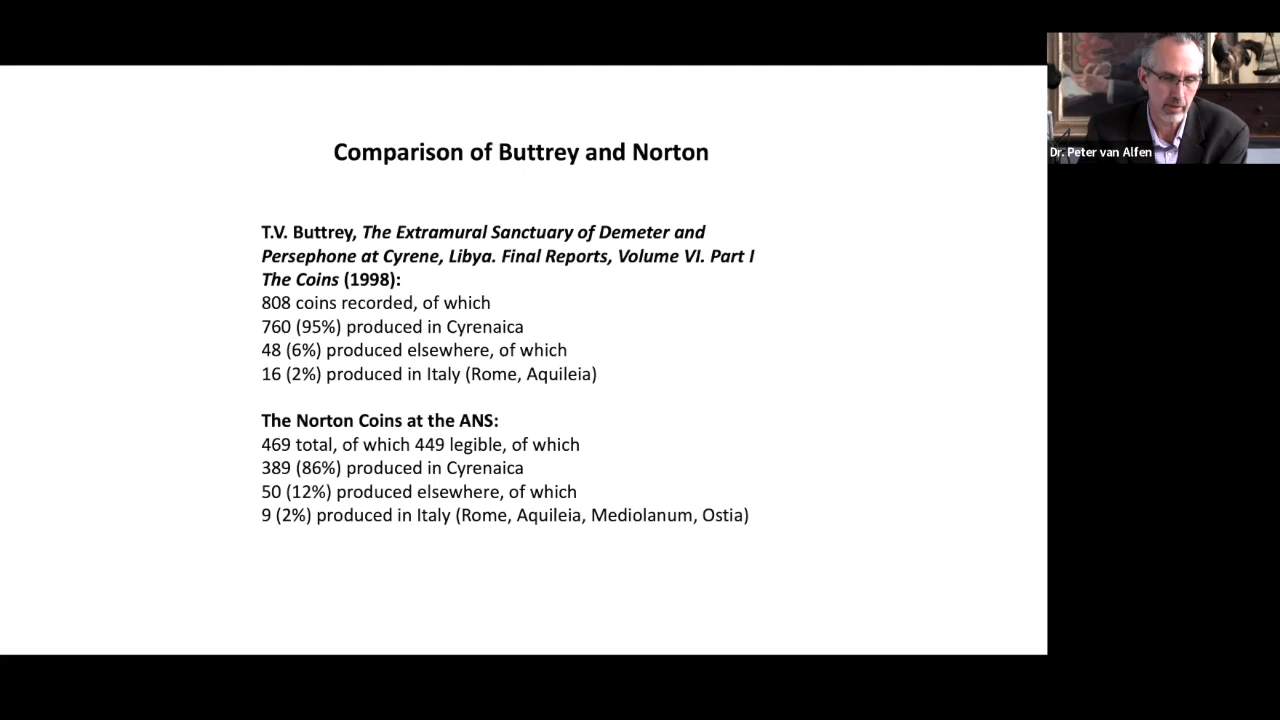 Comparison of Buttrey and Norton
T.V. Buttrey, The Extramural Sanctuary of Demeter and
Persephone at Cyrene, Libya. Final Reports, Volume VI. Part I
The Coins (1998):
808 coins recorded, of which
760 (95%) produced in Cyrenaica
48 (6%) produced elsewhere, of which
16 (2%) produced in Italy (Rome, Aquileia)
The Norton Coins at the ANS:
469 total, of which 449 legible, of which
389 (86%) produced in Cyrenaica
50 (12%) produced elsewhere, of which
9 (2%) produced in Italy (Rome, Aquileia, Mediolanum, Ostia)
Dr. Peter van Alfen